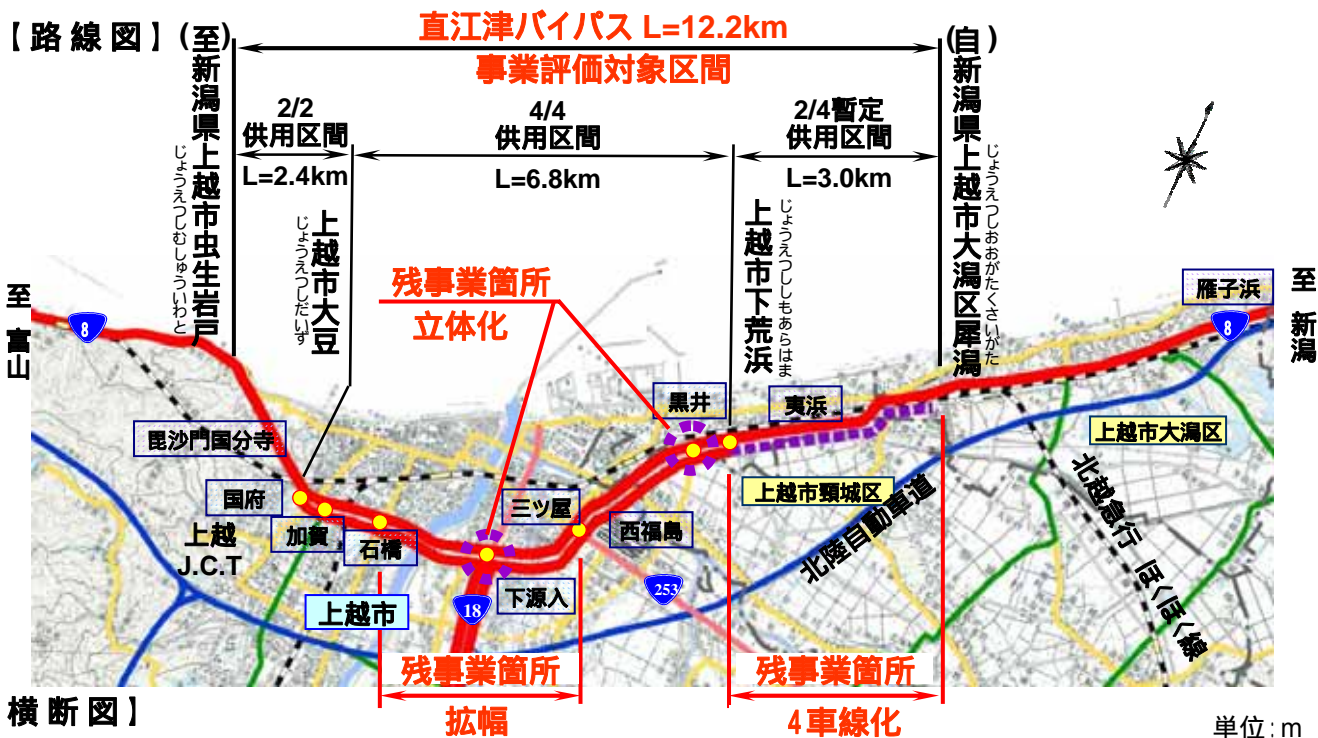 【路線図】
直江津バイパス L=12.2km
事業評価対象区間
(至)新潟県上越市虫生岩戸
じょうえつしむしゅういわと
(自)新潟県上越市大潟区犀潟
じょうえつしおおがたくさいがた
2/2
供用区間
L=2.4km
4/4
供用区間
L=6.8km
2/4暫定
供用区間
L=3.0km
上越市大豆
じょうえつしだいず
上越市下荒浜
じょうえつししもあらはま
残事業箇所
立体化
至 富山
至 新潟
8
雁子浜
8
黒井
夷浜
毘沙門国分寺
上越市大潟区
国府
加賀
石橋
三ツ屋
西福島
上越市頸城区
上越
J.C.T
北陸自動車道
北越急行 ほくほく線
下源入
253
18
上越市
残事業箇所
拡幅
残事業箇所
4車線化
横断図】
単位:m